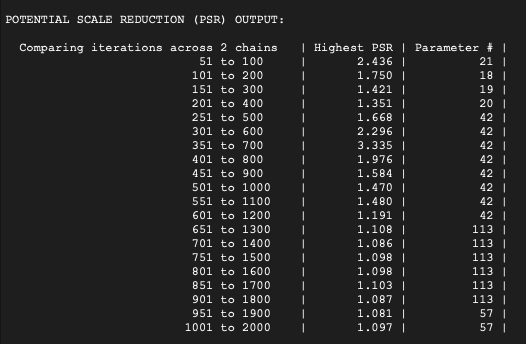 POTENTIAL SCALE REDUCTION (PSR) OUTPUT:
Comparing iterations across 2 chains | Highest PSR | Parameter # |
51 to 100 | 2.436 | 21 |
101 to 200 | 1.750 | 18 |
151 to 300 | 1.421 | 19 |
201 to 400 | 1.351 | 20 |
251 to 500 | 1.668 | 42 |
301 to 600 | 2.296 | 42 |
351 to 700 | 3.335 | 42 |
401 to 800 | 1.976 | 42 |
451 to 900 | 1.584 | 42 |
501 to 1000 | 1.470 | 42 |
551 to 1100 | 1.480 | 42 |
601 to 1200 | 1.191 | 42 |
651 to 1300 | 1.108 | 113 |
701 to 1400 | 1.086 | 113 |
751 to 1500 | 1.098 | 113 |
801 to 1600 | 1.098 | 113 |
851 to 1700 | 1.103 | 113 |
901 to 1800 | 1.087 | 113 |
951 to 1900 | 1.081 | 57 |
1001 to 2000 | 1.097 | 57 |